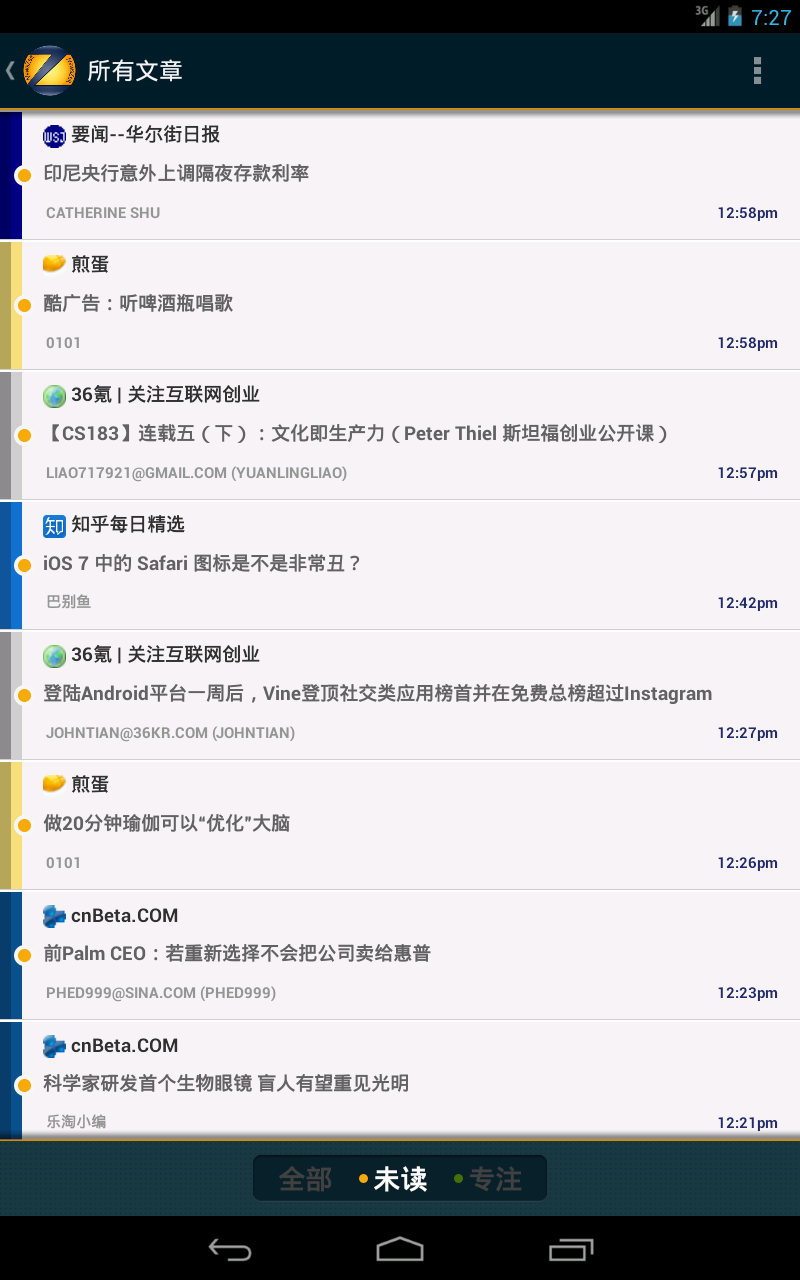 3G 7:27
所有文章
WSJ 要闻--华尔街日报
印尼央行意外上调隔夜存款利率
CATHERINE SHU 12:58pm
煎蛋
酷广告：听啤酒瓶唱歌
0101 12:58pm
36氪 | 关注互联网创业
【CS183】连载五（下）：文化即生产力（Peter Thiel 斯坦福创业公开课）
LIAO717921@GMAIL.COM (YUANLINGLIAO) 12:57pm
知 知乎每日精选
iOS 7 中的 Safari 图标是不是非常丑？
巴别鱼 12:42pm
36氪 | 关注互联网创业
登陆Android平台一周后，Vine登顶社交类应用榜首并在免费总榜超过Instagram
JOHNTIAN@36KR.COM (JOHNTIAN) 12:27pm
煎蛋
做20分钟瑜伽可以“优化”大脑
0101 12:26pm
cnBeta.COM
前Palm CEO：若重新选择不会把公司卖给惠普
PHED999@SINA.COM (PHED999) 12:23pm
cnBeta.COM
科学家研发首个生物眼镜 盲人有望重见光明
乐淘小编 12:21pm
全部 未读 专注